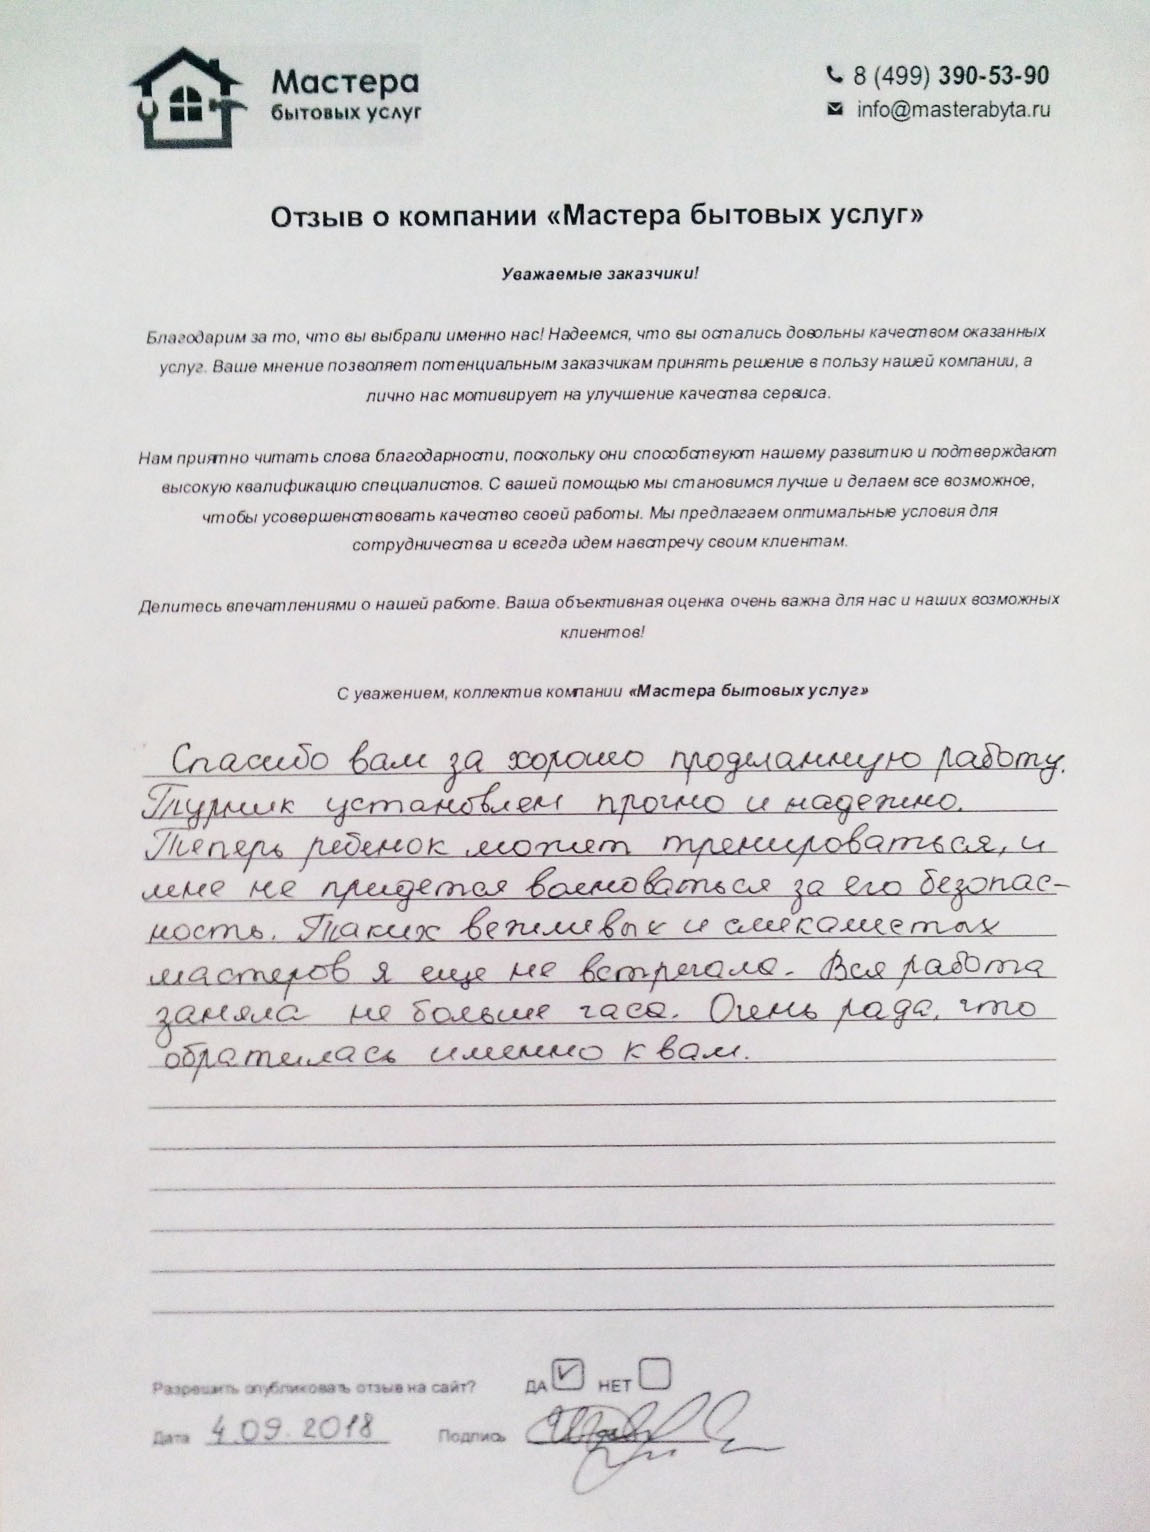 Мастера
бытовых услуг
8 (499) 390-53-90
info@masterabyta.ru
Отзыв о компании «Мастера бытовых услуг»
Уважаемые заказчики!
Благодарим за то, что вы выбрали именно нас! Надеемся, что вы остались довольны качеством оказанных
услуг. Ваше мнение позволяет потенциальным заказчикам принять решение в пользу нашей компании, а
лично нас мотивирует на улучшение качества сервиса.
Нам приятно читать слова благодарности, поскольку они способствуют нашему развитию и подтверждают
высокую квалификацию специалистов. С вашей помощью мы становимся лучше и делаем все возможное,
чтобы усовершенствовать качество своей работы. Мы предлагаем оптимальные условия для
сотрудничества и всегда идем навстречу своим клиентам.
Делитесь впечатлениями о нашей работе. Ваша объективная оценка очень важна для нас и наших возможных
клиентов!
С уважением, коллектив компании «Мастера бытовых услуг»
Спасибо вам за хорошо проделанную работу.
Турник установлен прочно и надежно.
Теперь ребенок может тренироваться, и
мне не придется волноваться за его безопас-
ность. Таких вежливых и смекалистых
мастеров я еще не встречала. Вся работа
заняла не больше часа. Очень рада, что
обратилась именно к вам.
Разрешить опубликовать отзыв на сайт? ДА НЕТ
Дата 4.09.2018 Подпись